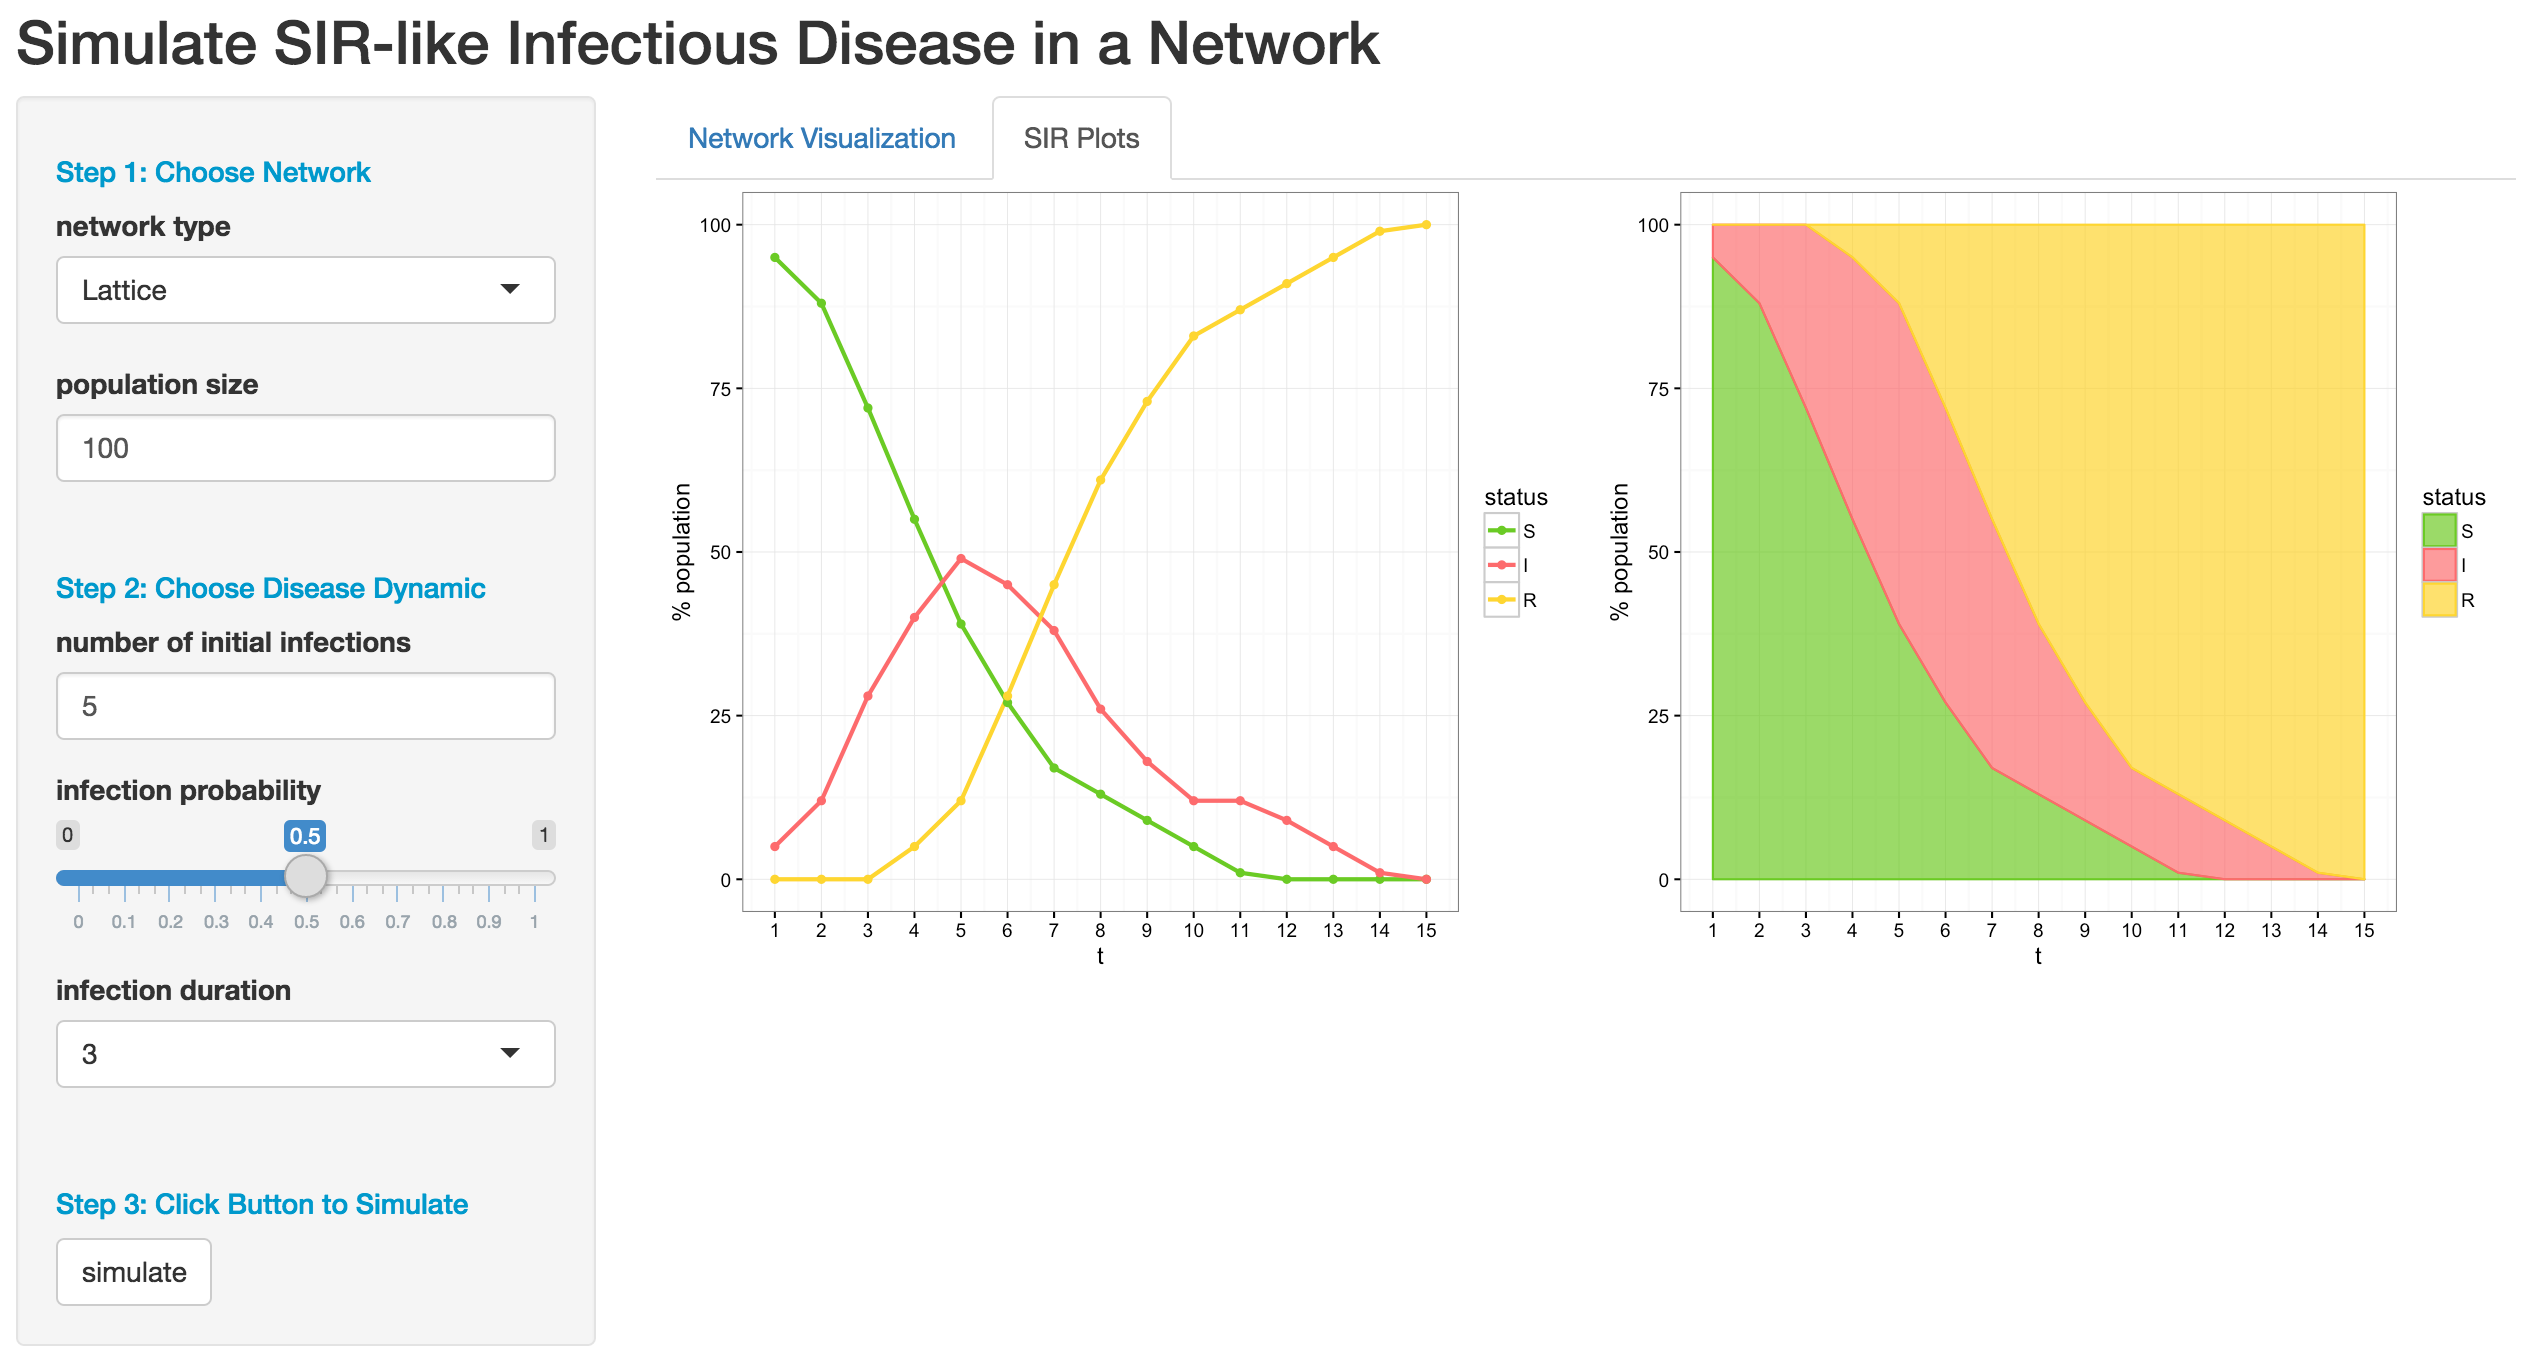 Simulate SIR-like Infectious Disease in a Network
Step 1: Choose Network
network type
Lattice
population size
100
Step 2: Choose Disease Dynamic
number of initial infections
5
infection probability
0 0.5 1
0 0.1 0.2 0.3 0.4 0.5 0.6 0.7 0.8 0.9 1
infection duration
3
Step 3: Click Button to Simulate
simulate
Network Visualization SIR Plots
% population
100
75
50
25
0
1 2 3 4 5 6 7 8 9 10 11 12 13 14 15
t
status
S
I
R
% population
100
75
50
25
0
1 2 3 4 5 6 7 8 9 10 11 12 13 14 15
t
status
S
I
R